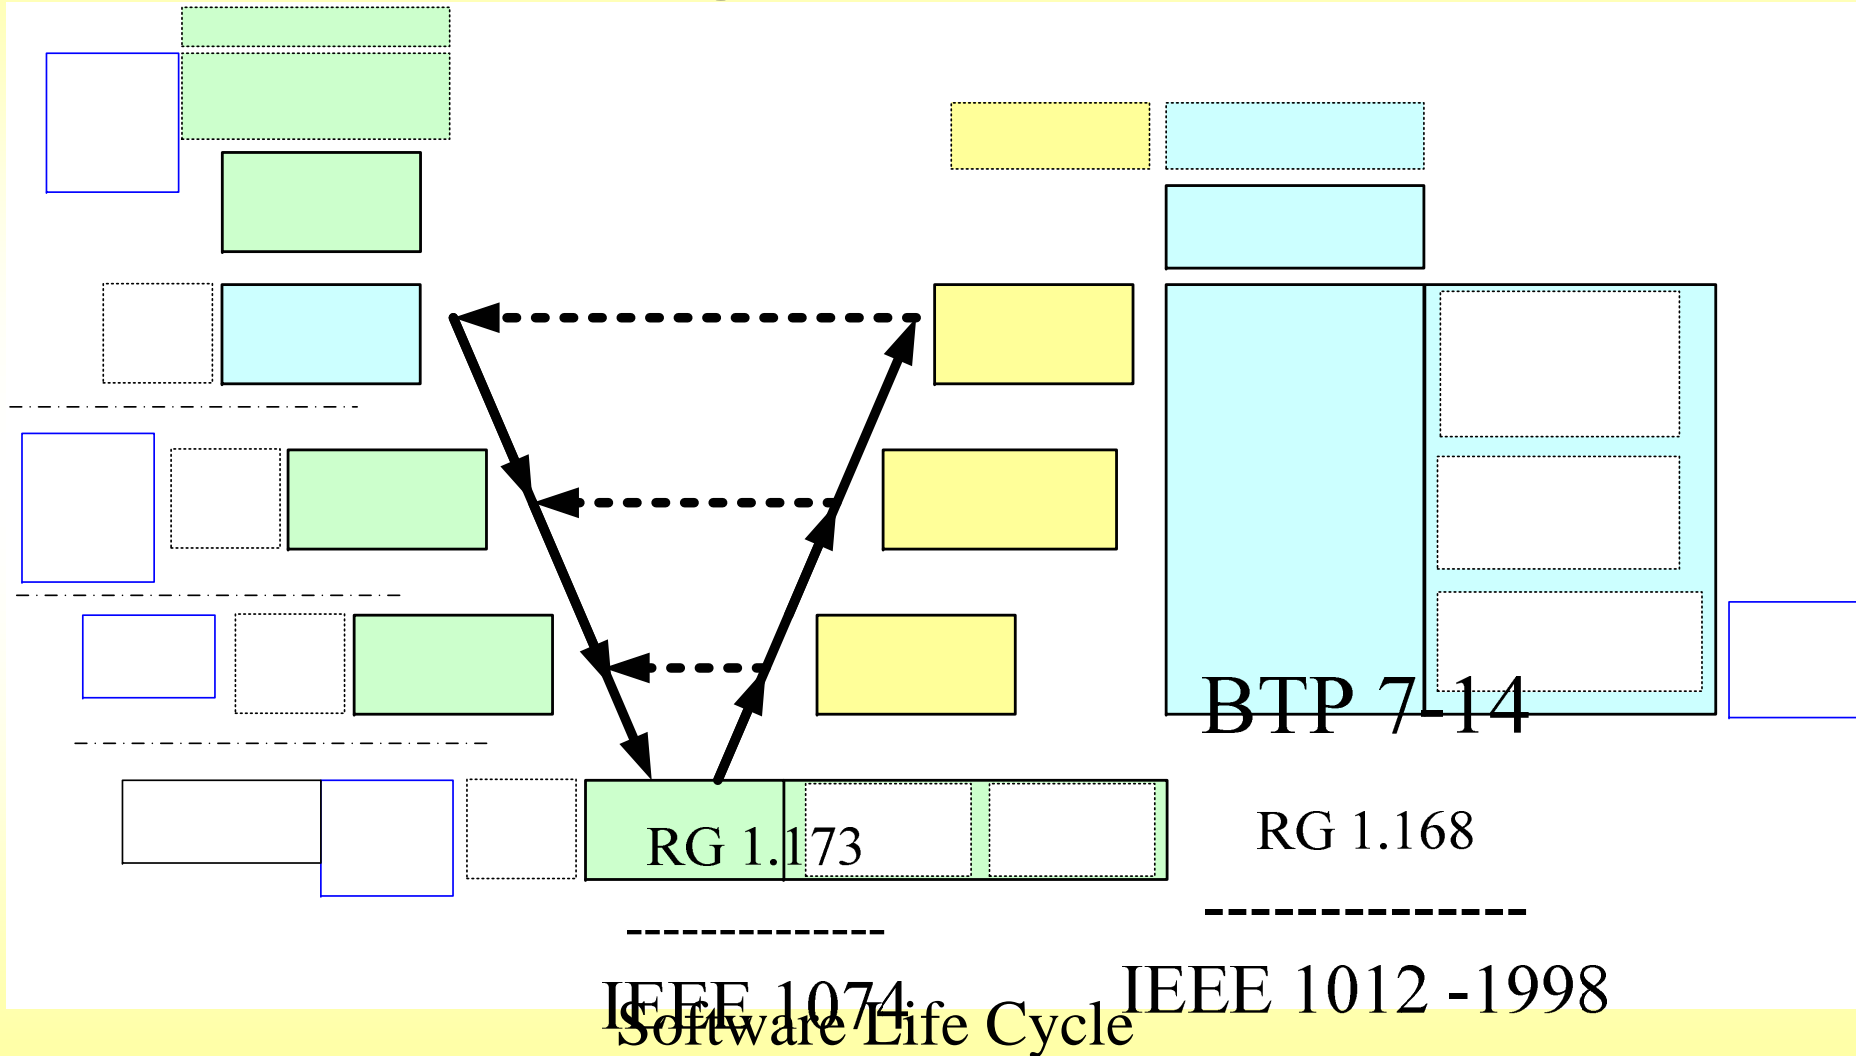 BTP 7-14
RG 1.173
RG 1.168
--------------
--------------
IEEE 1074
IEEE 1012 -1998
Software Life Cycle